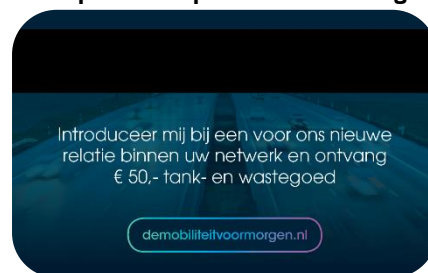 Introduceer mij bij een voor ons nieuwe
relatie binnen uw netwerk en ontvang
€ 50,- tank- en wastegoed
demobiliteitvoormorgen.nl